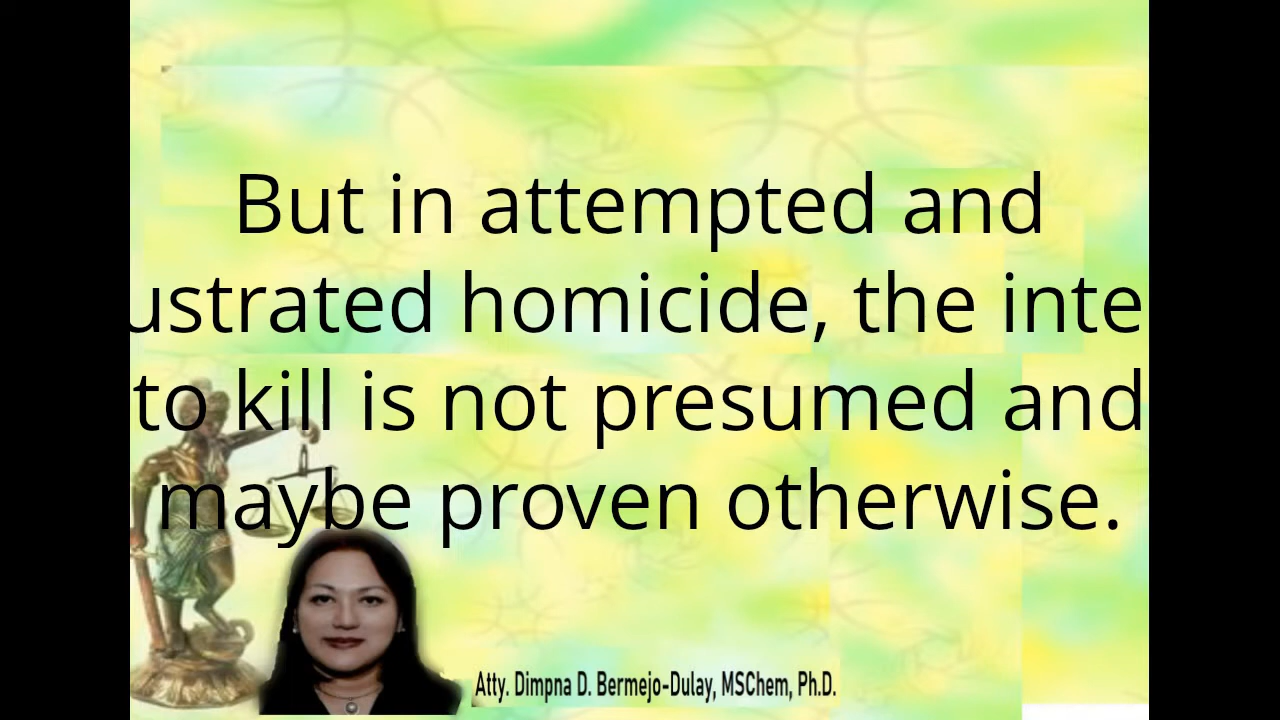 But in attempted and
ustrated homicide, the inte
to kill is not presumed and
maybe proven otherwise.
Atty. Dimpna D. Bermejo-Dulay, MSChem, Ph.D.